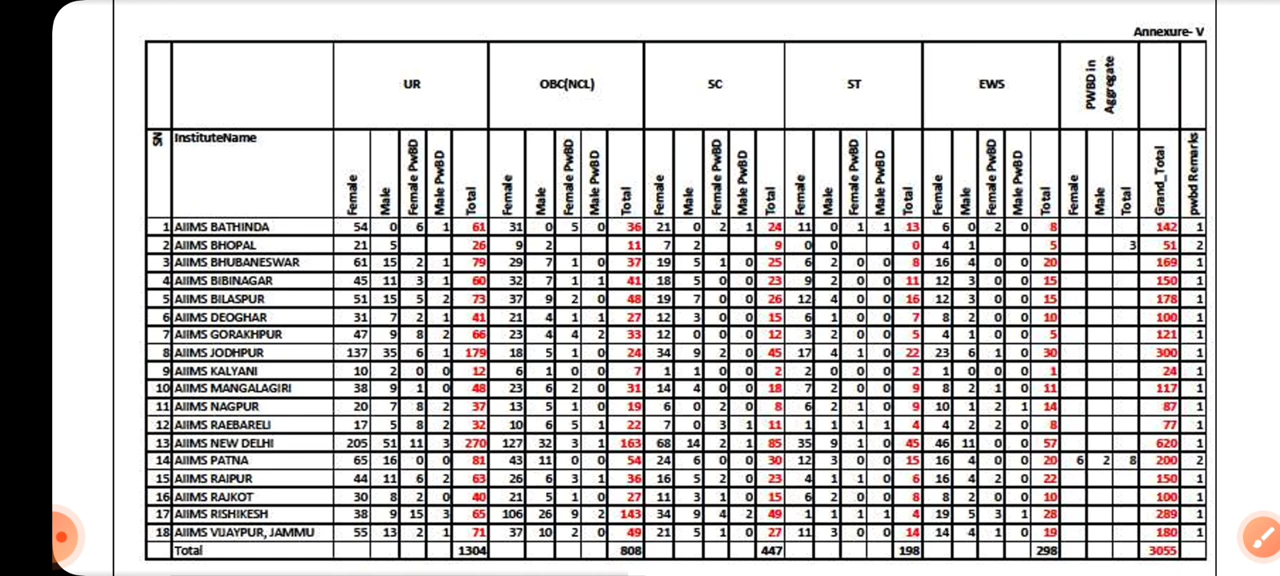 Annexure- V
UR OBC(NCL) SC ST EWS PWBD in Aggregate
SN InstituteName Female Male Female PwBD Male PwBD Total Female Male Female PwBD Male PwBD Total Female Male Female PwBD Male PwBD Total Female Male Female PwBD Male PwBD Total Female Male Female PwBD Male PwBD Total Female Male Total Grand_Total pwbd Remarks
1 AIIMS BATHINDA 54 0 6 1 61 31 0 5 0 36 21 0 2 1 24 11 0 1 1 13 6 0 2 0 8 142 1
2 AIIMS BHOPAL 21 5 26 9 2 11 7 2 9 0 0 0 4 1 5 3 51 2
3 AIIMS BHUBANESWAR 61 15 2 1 79 29 7 1 0 37 19 5 1 0 25 6 2 0 0 8 16 4 0 0 20 169 1
4 AIIMS BIBINAGAR 45 11 3 1 60 32 7 1 1 41 18 5 0 0 23 9 2 0 0 11 12 3 0 0 15 150 1
5 AIIMS BILASPUR 51 15 5 2 73 37 9 2 0 48 19 7 0 0 26 12 4 0 0 16 12 3 0 0 15 178 1
6 AIIMS DEOGHAR 31 7 2 1 41 21 4 1 1 27 12 3 0 0 15 6 1 0 0 7 8 2 0 0 10 100 1
7 AIIMS GORAKHPUR 47 9 8 2 66 23 4 4 2 33 12 0 0 0 12 3 2 0 0 5 4 1 0 0 5 121 1
8 AIIMS JODHPUR 137 35 6 1 179 18 5 1 0 24 34 9 2 0 45 17 4 1 0 22 23 6 1 0 30 300 1
9 AIIMS KALYANI 10 2 0 0 12 6 1 0 0 7 1 1 0 0 2 2 0 0 0 2 1 0 0 0 1 24 1
10 AIIMS MANGALAGIRI 38 9 1 0 48 23 6 2 0 31 14 4 0 0 18 7 2 0 0 9 8 2 1 0 11 117 1
11 AIIMS NAGPUR 20 7 8 2 37 13 5 1 0 19 6 0 2 0 8 6 2 1 0 9 10 1 2 1 14 87 1
12 AIIMS RAEBARELI 17 5 8 2 32 10 6 5 1 22 7 0 3 1 11 1 1 1 1 4 4 2 2 0 8 77 1
13 AIIMS NEW DELHI 205 51 11 3 270 127 32 3 1 163 68 14 2 1 85 35 9 1 0 45 46 11 0 0 57 620 1
14 AIIMS PATNA 65 16 0 0 81 43 11 0 0 54 24 6 0 0 30 12 3 0 0 15 16 4 0 0 20 6 2 8 200 2
15 AIIMS RAIPUR 44 11 6 2 63 26 6 3 1 36 16 5 2 0 23 4 1 1 0 6 16 4 2 0 22 150 1
16 AIIMS RAJKOT 30 8 2 0 40 21 5 1 0 27 11 3 1 0 15 6 2 0 0 8 8 2 0 0 10 100 1
17 AIIMS RISHIKESH 38 9 15 3 65 106 26 9 2 143 34 9 4 2 49 1 1 1 1 4 19 5 3 1 28 289 1
18 AIIMS VIJAYPUR, JAMMU 55 13 2 1 71 37 10 2 0 49 21 5 1 0 27 11 3 0 0 14 14 4 1 0 19 180 1
Total 1304 808 447 198 298 3055